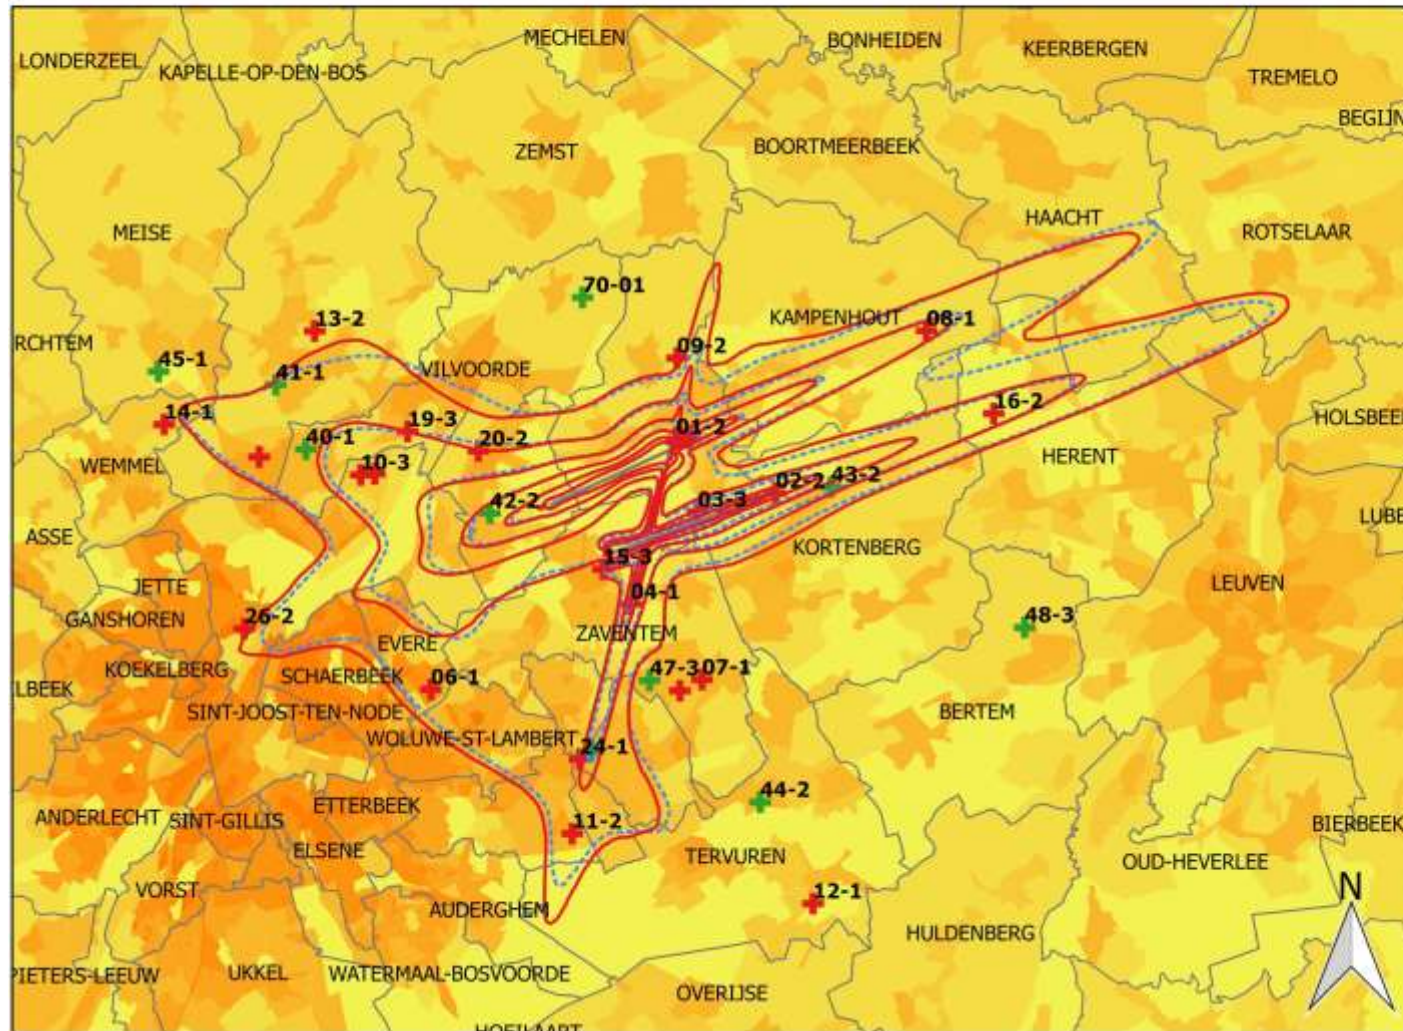 MECHELEN
BONHEIDEN
KEERBERGEN
LONDERZEEL
KAPELLE-OP-DEN-BOS
TREMELO
BEGIJN
ZEMST
BOORTMEERBEEK
MEISE
HAACHT
ROTSELAAR
70-01
13-2
KAMPENHOUT
08-1
RCHTEM
09-2
45-1
41-1
VILVOORDE
14-1
19-3
16-2
HOLSBEE
20-2
01-2
40-1
WEMMEL
10-3
HERENT
02-2
43-2
42-2
03-3
LUBE
ASSE
KORTENBERG
15-3
JETTE
LEUVEN
04-1
GANSHOREN
26-2
48-3
EVERE
ZAVENTEM
KOEKELBERG
SCHAERBEEK
06-1
47-3
07-1
ILBEEK
SINT-JOOST-TEN-NODE
BERTEM
WOLUWE-ST-LAMBERT
24-1
44-2
ETTERBEEK
ANDERLECHT
SINT-GILLIS
11-2
BIERBEEK
ELSENE
TERVUREN
OUD-HEVERLEE
VORST
N
12-1
AUDERGHEM
HULDENBERG
PIETERS-LEEUW
UKKEL
WATERMAAL-BOSVOORDE
OVERIJSE
HOEILAART